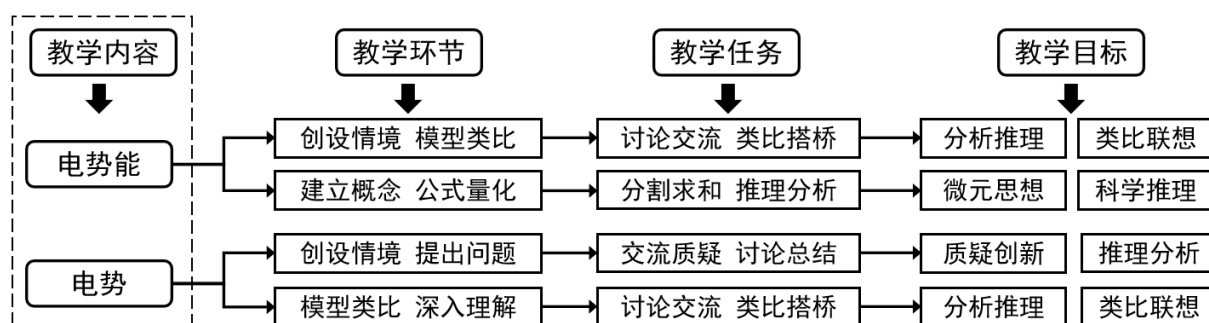 教学内容 教学环节 教学任务 教学目标
电势能
创设情境 模型类比 讨论交流 类比搭桥 分析推理 类比联想
建立概念 公式量化 分割求和 推理分析 微元思想 科学推理
电势
创设情境 提出问题 交流质疑 讨论总结 质疑创新 推理分析
模型类比 深入理解 讨论交流 类比搭桥 分析推理 类比联想